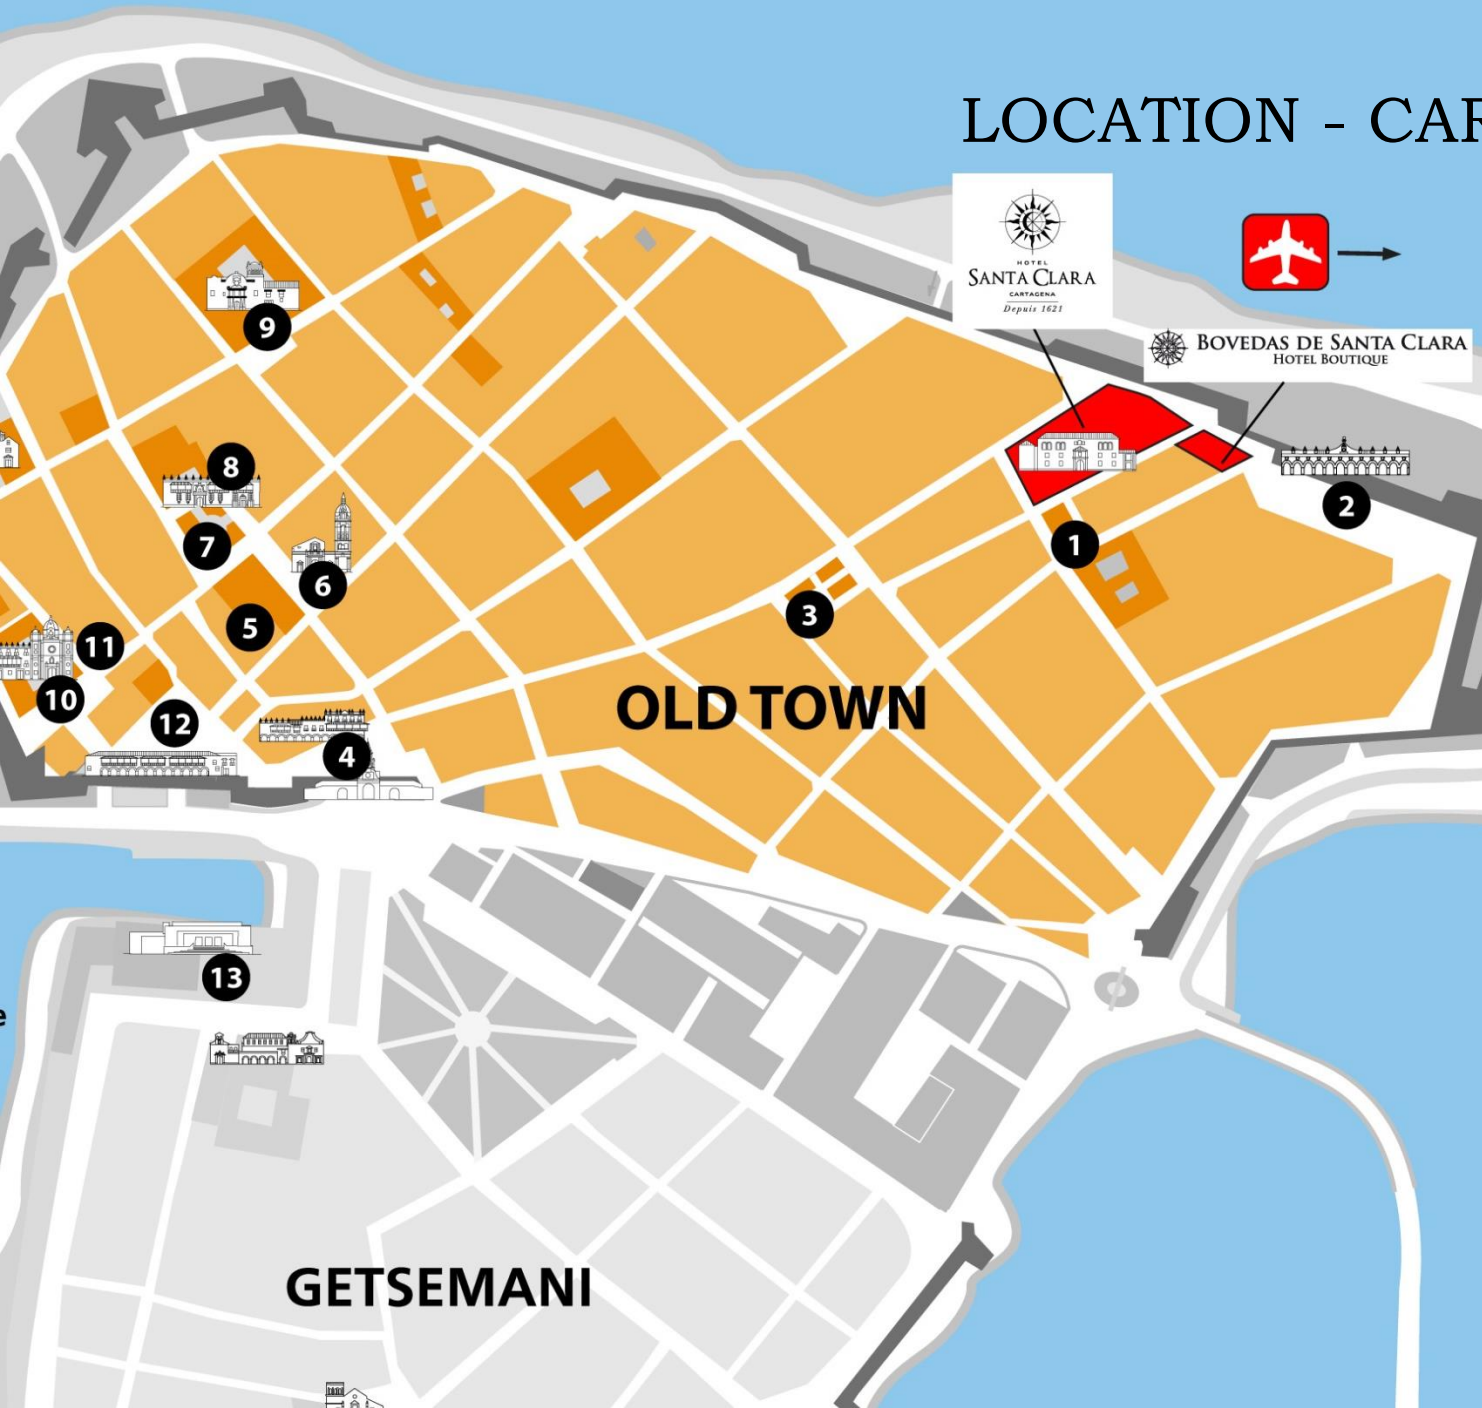 LOCATION - CAR
HOTEL
SANTA CLARA
CARTAGENA
Depuis 1621
BOVEDAS DE SANTA CLARA
HOTEL BOUTIQUE
9
8
2
7
1
6
3
5
11
10
OLD TOWN
12
4
13
e
GETSEMANI